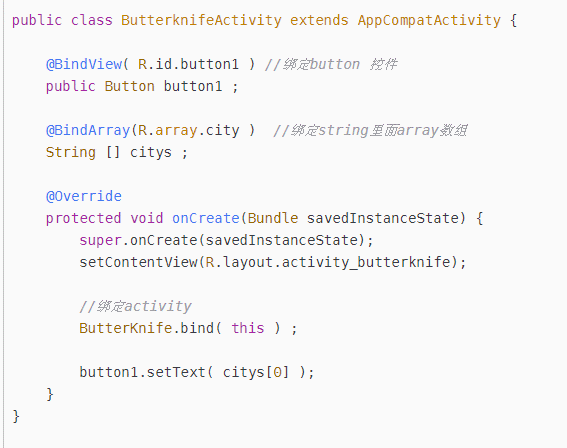 public class ButterknifeActivity extends AppCompatActivity {
@BindView( R.id.button1 ) //绑定button 控件
public Button button1 ;
@BindArray(R.array.city )  //绑定string里面array数组
String [] citys ;
@Override
protected void onCreate(Bundle savedInstanceState) {
super.onCreate(savedInstanceState);
setContentView(R.layout.activity_butterknife);
//绑定activity
ButterKnife.bind( this ) ;
button1.setText( citys[0] );
}
}